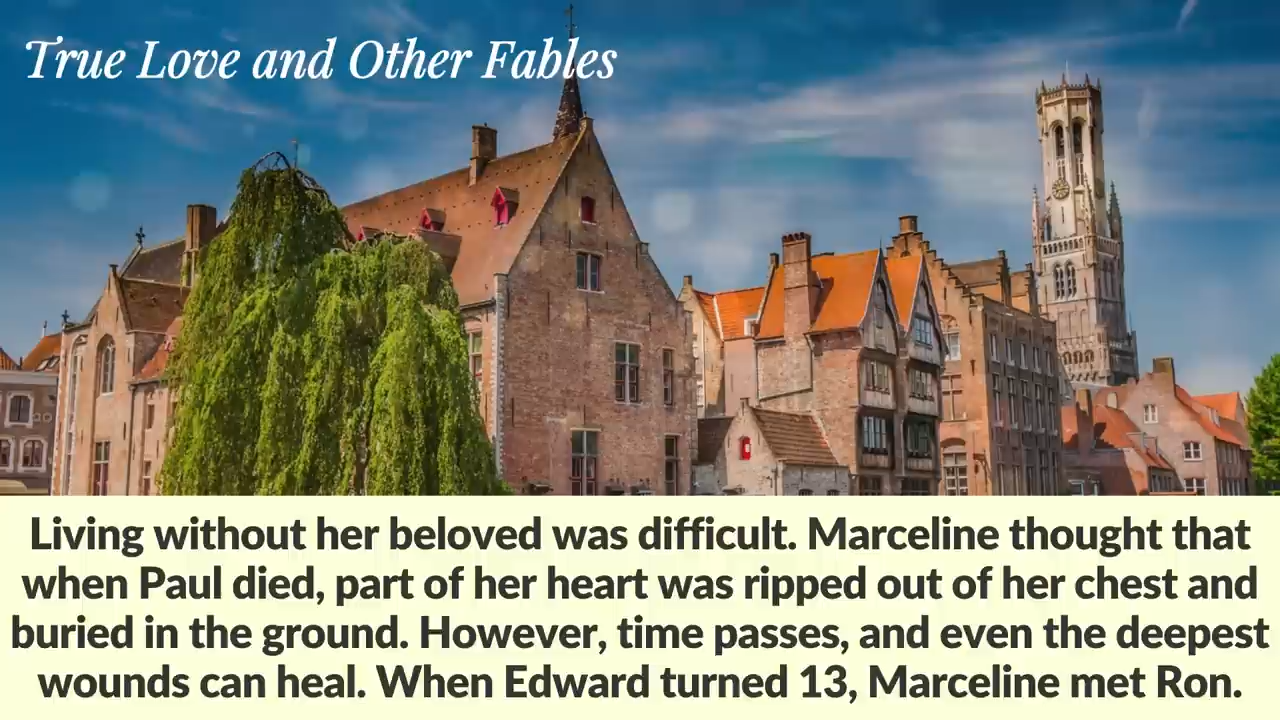 True Love and Other Fables
Living without her beloved was difficult. Marceline thought that
when Paul died, part of her heart was ripped out of her chest and
buried in the ground. However, time passes, and even the deepest
wounds can heal. When Edward turned 13, Marceline met Ron.